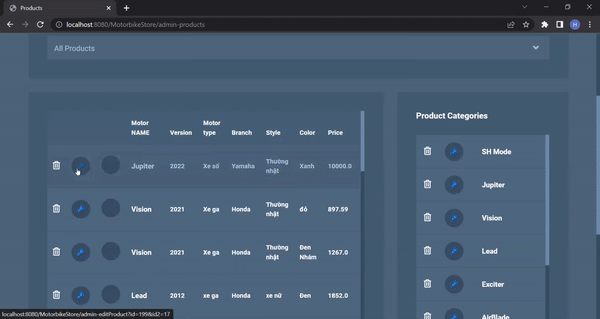 Products
localhost:8080/MotorbikeStore/admin-products
H
All Products
Motor NAME Version Motor type Branch Style Color Price
Jupiter 2022 Xe số Yamaha Thường nhật Xanh 10000.0
Vision 2021 Xe ga Honda Thường nhật đỏ 897.59
Vision 2021 Xe ga Honda Thường nhật Đen Nhám 1267.0
Lead 2012 xe ga Honda xe nữ Đen 1852.0
Product Categories
SH Mode
Jupiter
Vision
Lead
Exciter
AirBlade
localhost:8080/MotorbikeStore/admin-editProduct?id=199&id2=17